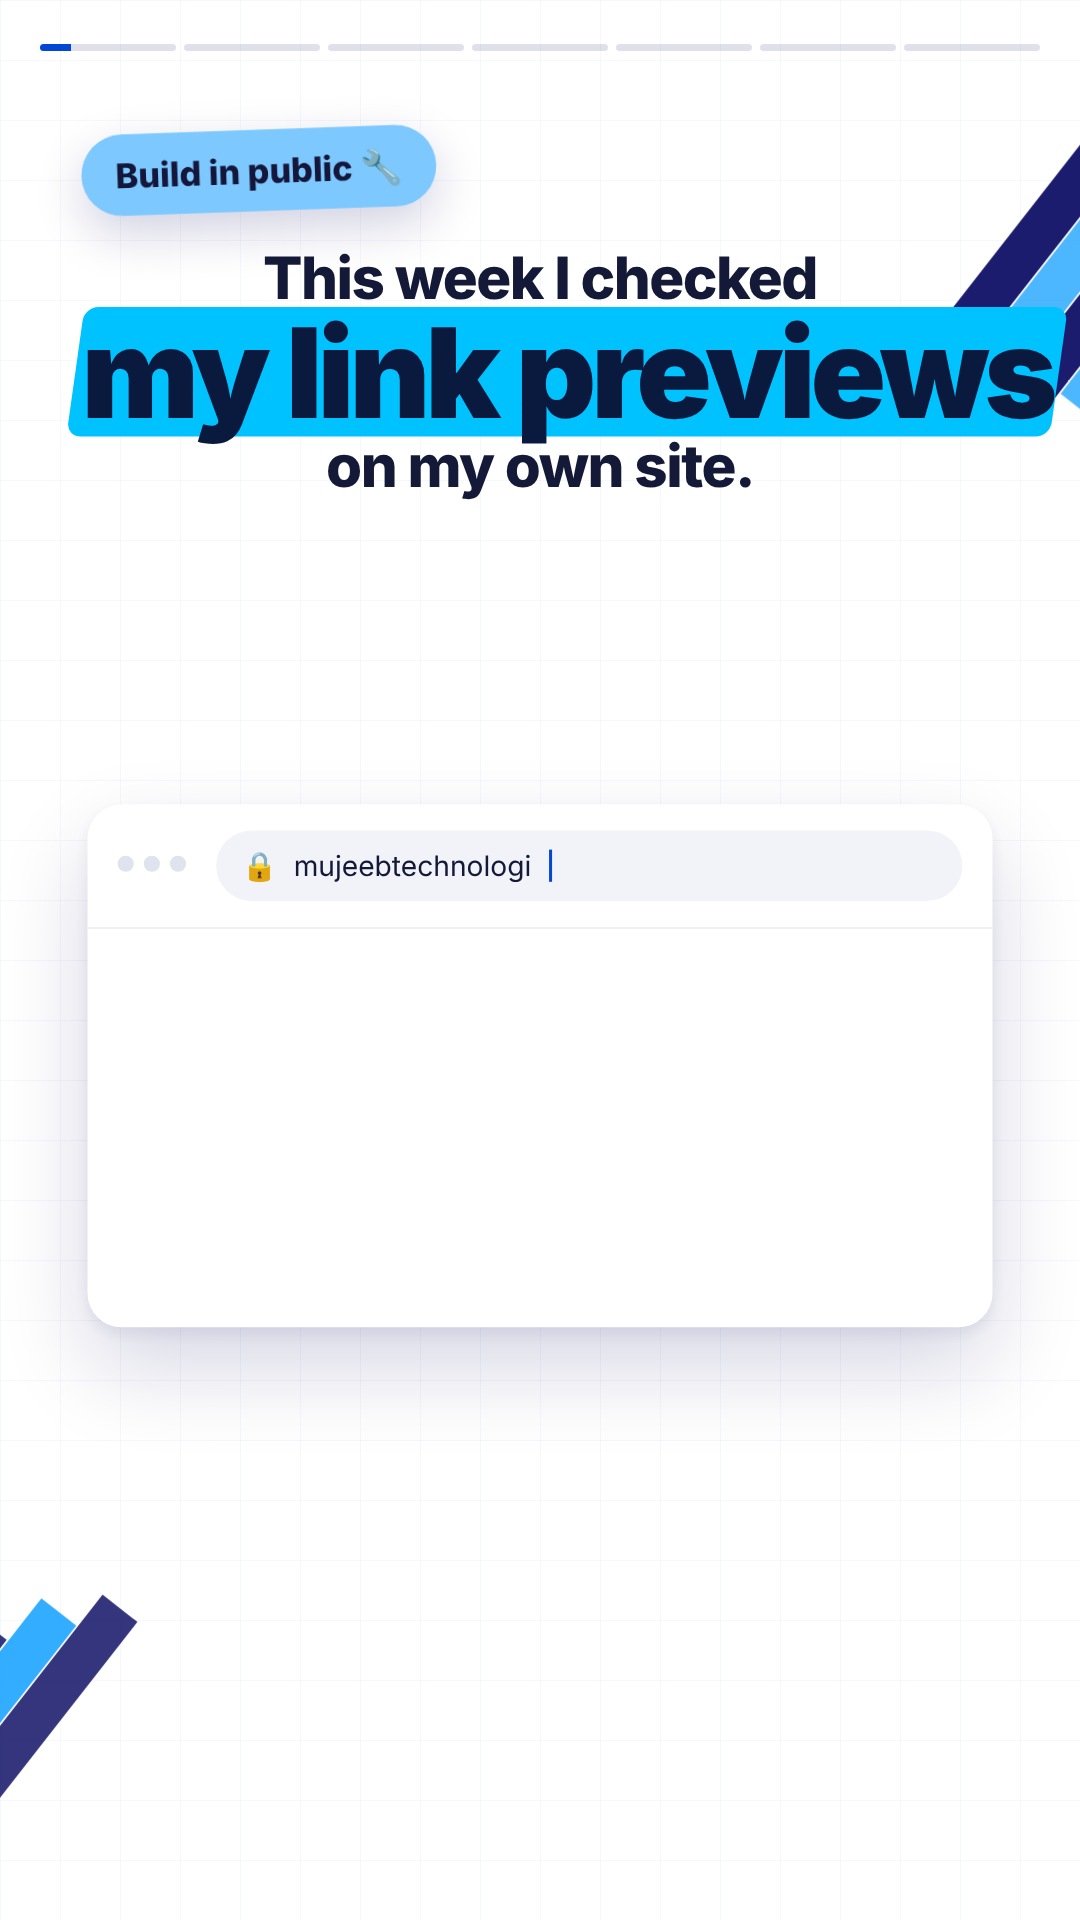 Build in public 🔧
This week I checked
my link previews
on my own site.
🔒 mujeebtechnologi